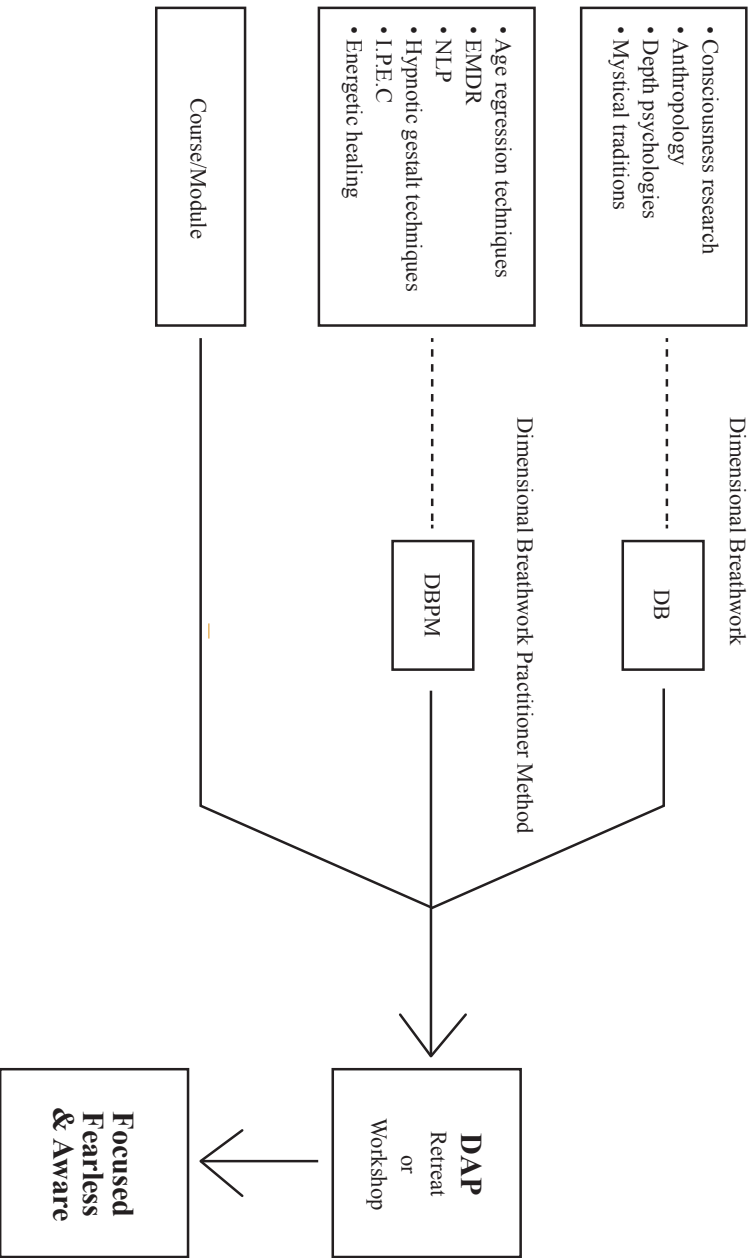 Dimensional Breathwork
• Consciousness research
• Anthropology
• Depth psychologies
• Mystical traditions
DB
Dimensional Breathwork Practitioner Method
• Age regression techniques
• EMDR
• NLP
• Hypnotic gestalt techniques
• I.P.E.C
• Energetic healing
DBPM
Course/Module
DAP
Retreat
or
Workshop
Focused
Fearless
& Aware